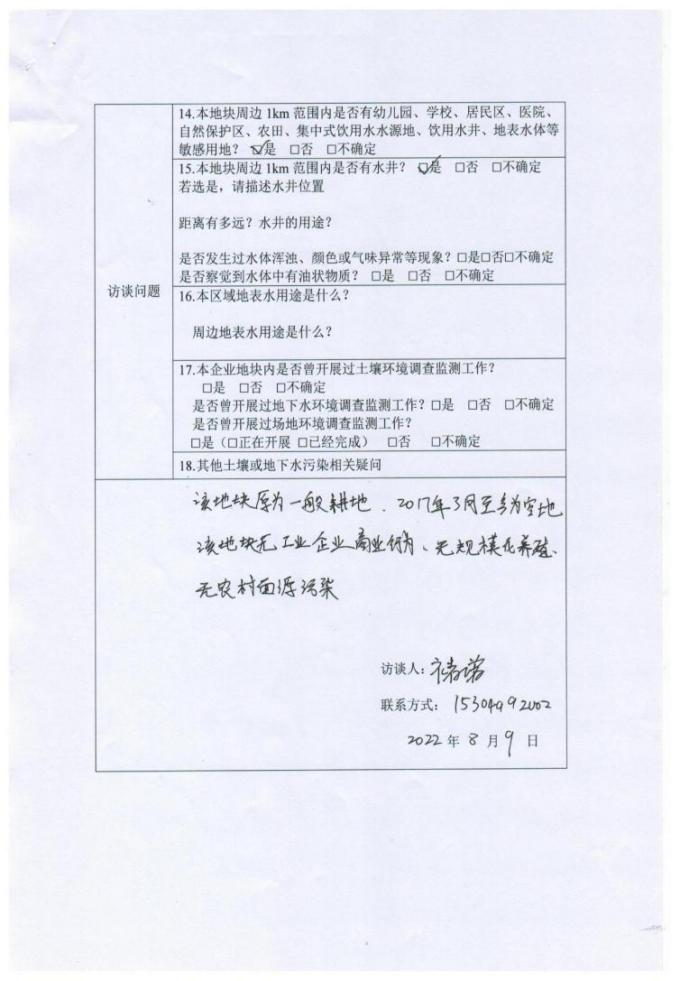 14.本地块周边 1km 范围内是否有幼儿园、学校、居民区、医院、
自然保护区、农田、集中式饮用水水源地、饮用水井、地表水体等
敏感用地？ ☑是 □否 □不确定
15.本地块周边 1km 范围内是否有水井？ ☑是 □否 □不确定
若选是，请描述水井位置
距离有多远？水井的用途？
是否发生过水体浑浊、颜色或气味异常等现象？□是□否□不确定
是否察觉到水体中有油状物质？ □是 □否 □不确定
访谈问题
16.本区域地表水用途是什么？
周边地表水用途是什么？
17.本企业地块内是否曾开展过土壤环境调查监测工作？
□是 □否 □不确定
是否曾开展过地下水环境调查监测工作？□是 □否 □不确定
是否曾开展过场地环境调查监测工作？
□是（□正在开展 □已经完成） □否 □不确定
18.其他土壤或地下水污染相关疑问
该地块原为一般耕地．2017年3月至今为空地
该地块无工业企业商业行为、无规模化养殖、
无农村面源污染
访谈人：
联系方式： 15304992002
2022 年 8 月 9 日